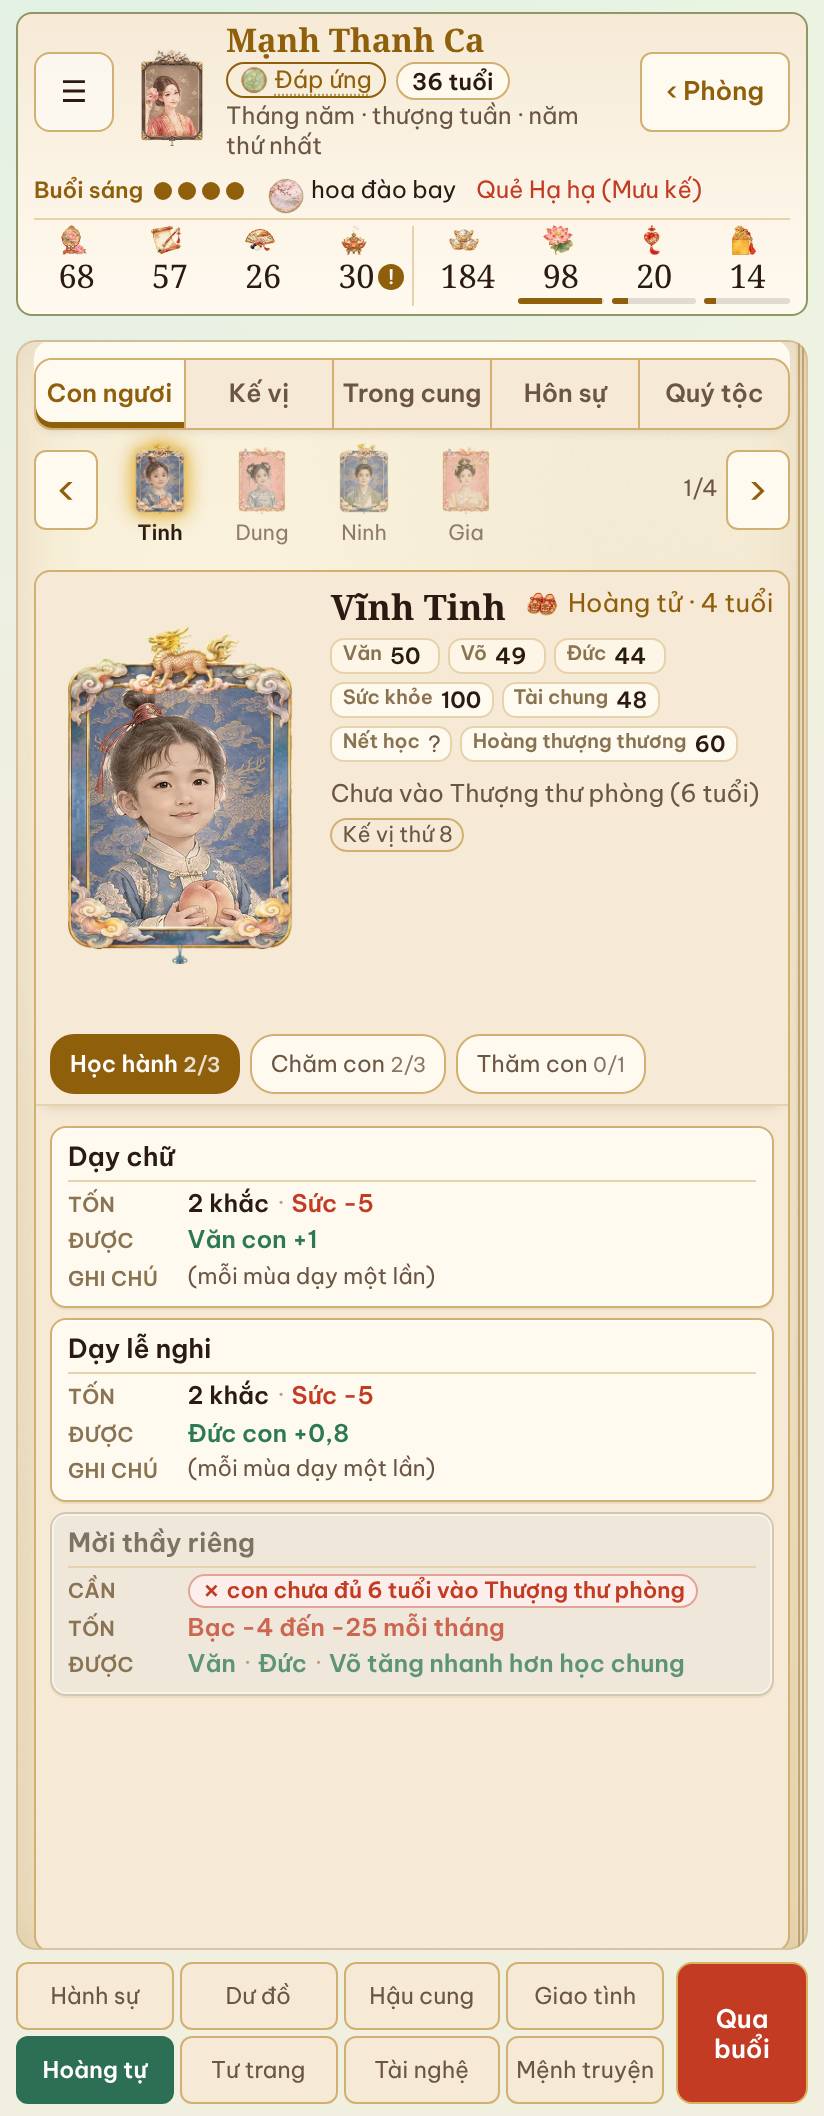 Mạnh Thanh Ca
☰
Đáp ứng
36 tuổi
‹ Phòng
Tháng năm · thượng tuần · năm
thứ nhất
Buổi sáng
hoa đào bay
Quẻ Hạ hạ (Mưu kế)
68 57 26 30 ! 184 98 20 14
Con ngươi Kế vị Trong cung Hôn sự Quý tộc
‹ Tinh Dung Ninh Gia 1/4 ›
Vĩnh Tinh
Hoàng tử · 4 tuổi
Văn 50 Võ 49 Đức 44
Sức khỏe 100 Tài chung 48
Nết học ? Hoàng thượng thương 60
Chưa vào Thượng thư phòng (6 tuổi)
Kế vị thứ 8
Học hành 2/3 Chăm con 2/3 Thăm con 0/1
Dạy chữ
TỐN 2 khắc · Sức -5
ĐƯỢC Văn con +1
GHI CHÚ (mỗi mùa dạy một lần)
Dạy lễ nghi
TỐN 2 khắc · Sức -5
ĐƯỢC Đức con +0,8
GHI CHÚ (mỗi mùa dạy một lần)
Mời thầy riêng
CẦN × con chưa đủ 6 tuổi vào Thượng thư phòng
TỐN Bạc -4 đến -25 mỗi tháng
ĐƯỢC Văn · Đức · Võ tăng nhanh hơn học chung
Hành sự Dư đồ Hậu cung Giao tình
Qua
buổi
Hoàng tự Tư trang Tài nghệ Mệnh truyện